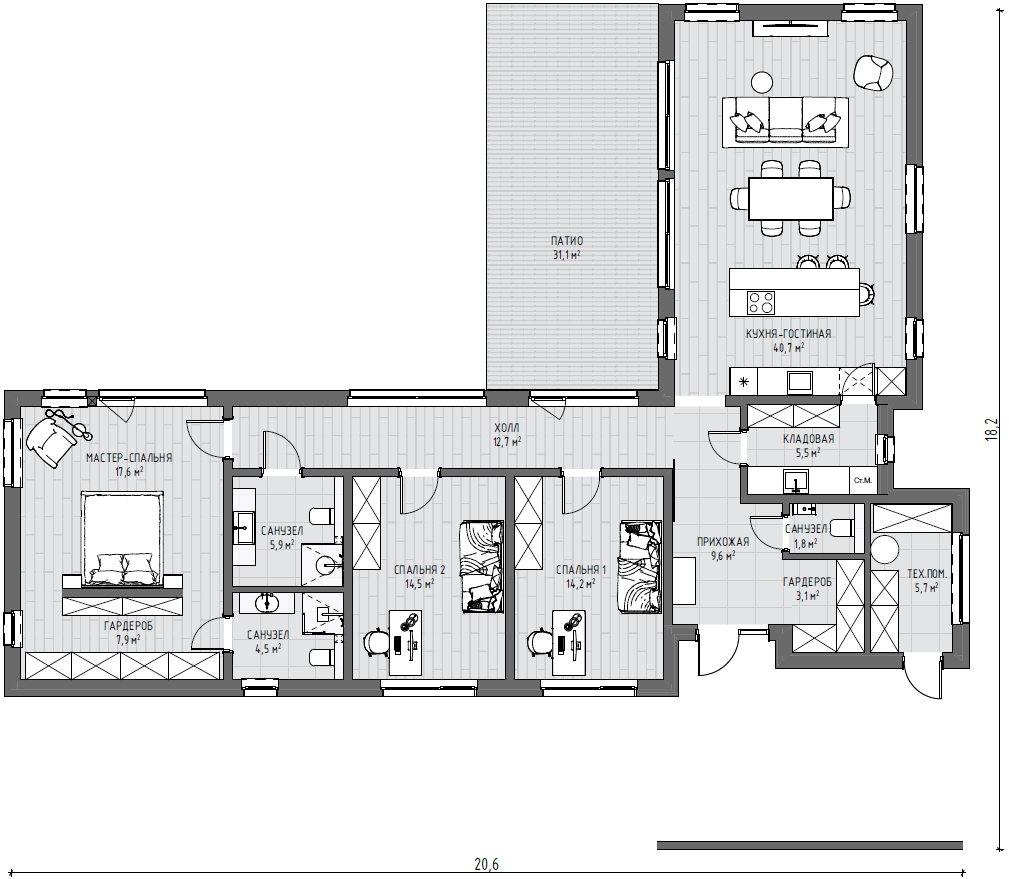 ПАТИО
31,1 м²
КУХНЯ-ГОСТИНАЯ
40,7 м²
18,2
ХОЛЛ
12,7 м²
КЛАДОВАЯ
5,5 м²
Ст.М.
МАСТЕР-СПАЛЬНЯ
17,6 м²
САНУЗЕЛ
5,9 м²
СПАЛЬНЯ 2
14,5 м²
СПАЛЬНЯ 1
14,2 м²
ПРИХОЖАЯ
9,6 м²
САНУЗЕЛ
1,8 м²
ГАРДЕРОБ
3,1 м²
ТЕХ.ПОМ.
5,7 м²
ГАРДЕРОБ
7,9 м²
САНУЗЕЛ
4,5 м²
20,6